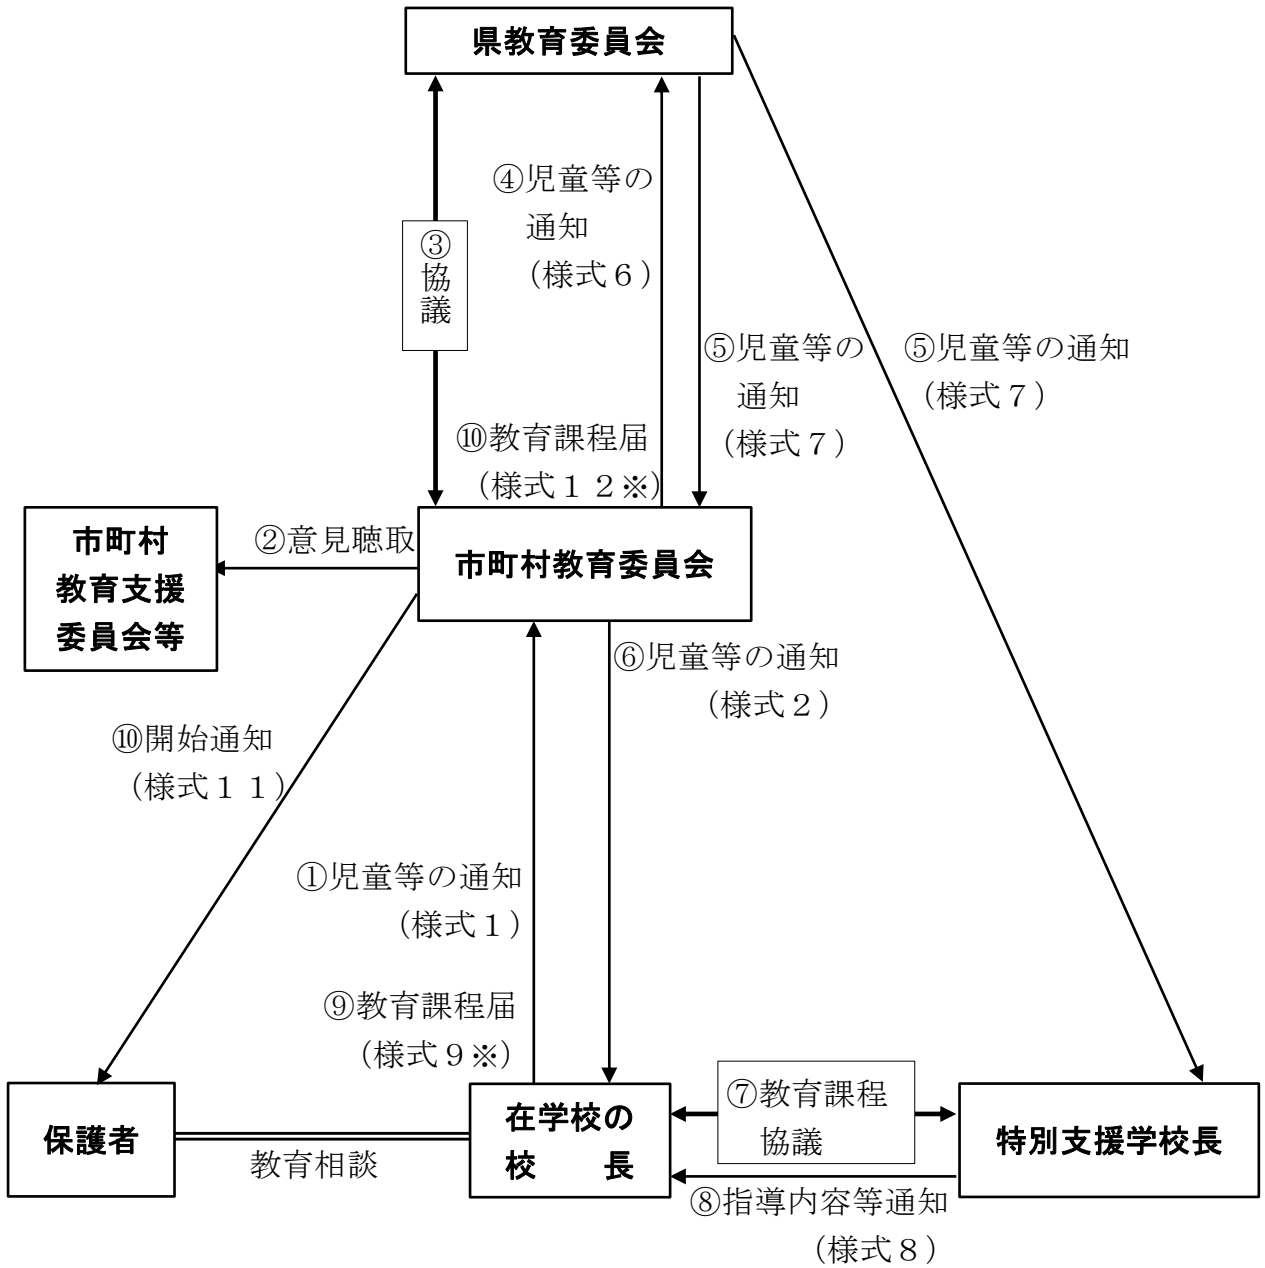 県教育委員会
④児童等の
通知
（様式６）
③
協
議
⑤児童等の
通知
（様式７）
⑤児童等の通知
（様式７）
⑩教育課程届
（様式１２※）
市町村
教育支援
委員会等
②意見聴取
市町村教育委員会
⑥児童等の通知
（様式２）
⑩開始通知
（様式１１）
①児童等の通知
（様式１）
⑨教育課程届
（様式９※）
保護者
教育相談
在学校の
校　　長
⑦教育課程
協議
特別支援学校長
⑧指導内容等通知
（様式８）